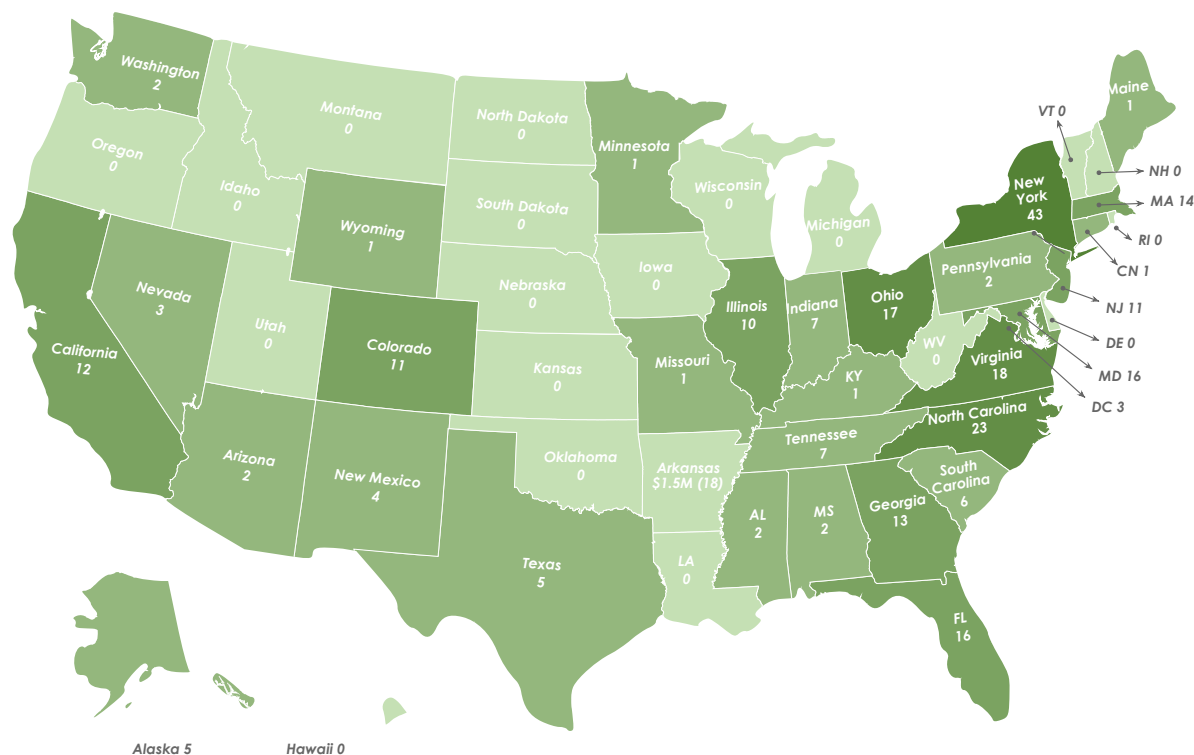 Washington
2
Montana
0
North Dakota
0
Minnesota
1
Maine
1
VT 0
NH 0
MA 14
RI 0
CN 1
NJ 11
DE 0
MD 16
DC 3
Oregon
0
Idaho
0
Wyoming
1
South Dakota
0
Wisconsin
0
Michigan
0
New
York
43
Nevada
3
Utah
0
Colorado
11
Nebraska
0
Iowa
0
Illinois
10
Indiana
7
Ohio
17
Pennsylvania
2
WV
0
Virginia
18
California
12
Kansas
0
Missouri
1
KY
1
North Carolina
23
Arizona
2
New Mexico
4
Oklahoma
0
Arkansas
$1.5M (18)
Tennessee
7
South
Carolina
6
Texas
5
LA
0
AL
2
MS
2
Georgia
13
FL
16
Alaska 5
Hawaii 0